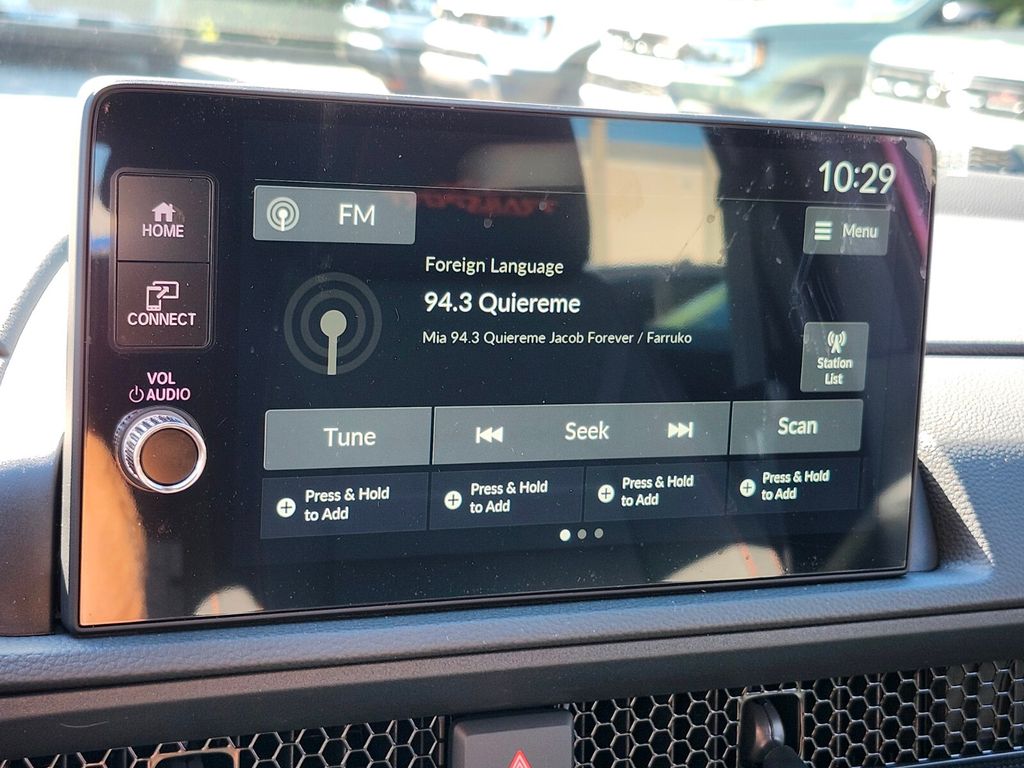 10:29
HOME
FM
Menu
Foreign Language
CONNECT
94.3 Quiereme
Mia 94.3 Quiereme Jacob Forever / Farruko
Station
List
VOL
AUDIO
Tune
Seek
Scan
Press & Hold
to Add
Press & Hold
to Add
Press & Hold
to Add
Press & Hold
to Add